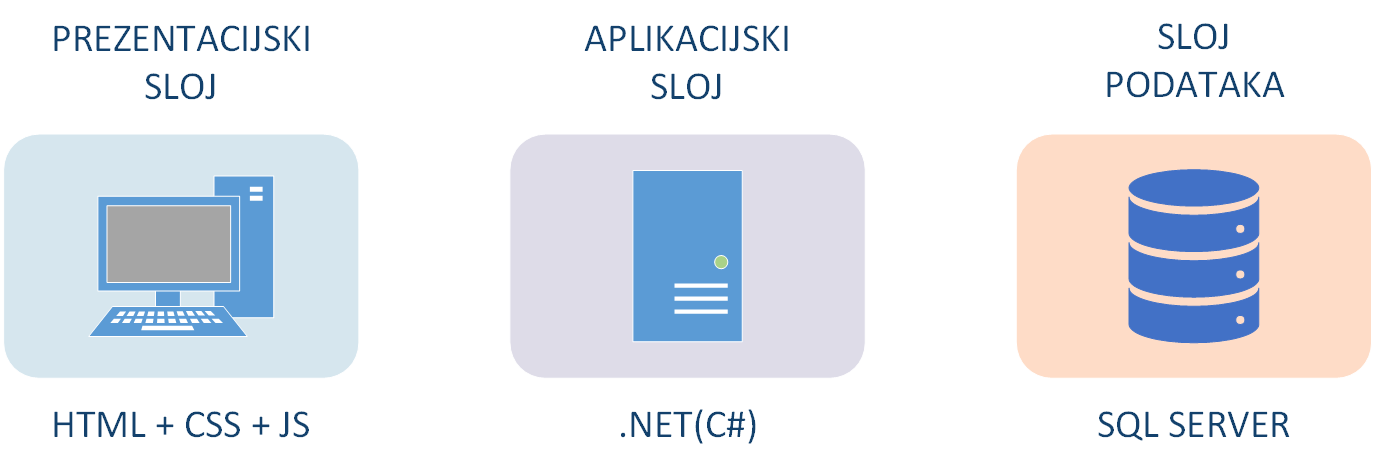 PREZENTACIJSKI
SLOJ
APLIKACIJSKI
SLOJ
SLOJ
PODATAKA
HTML + CSS + JS
.NET(C#)
SQL SERVER